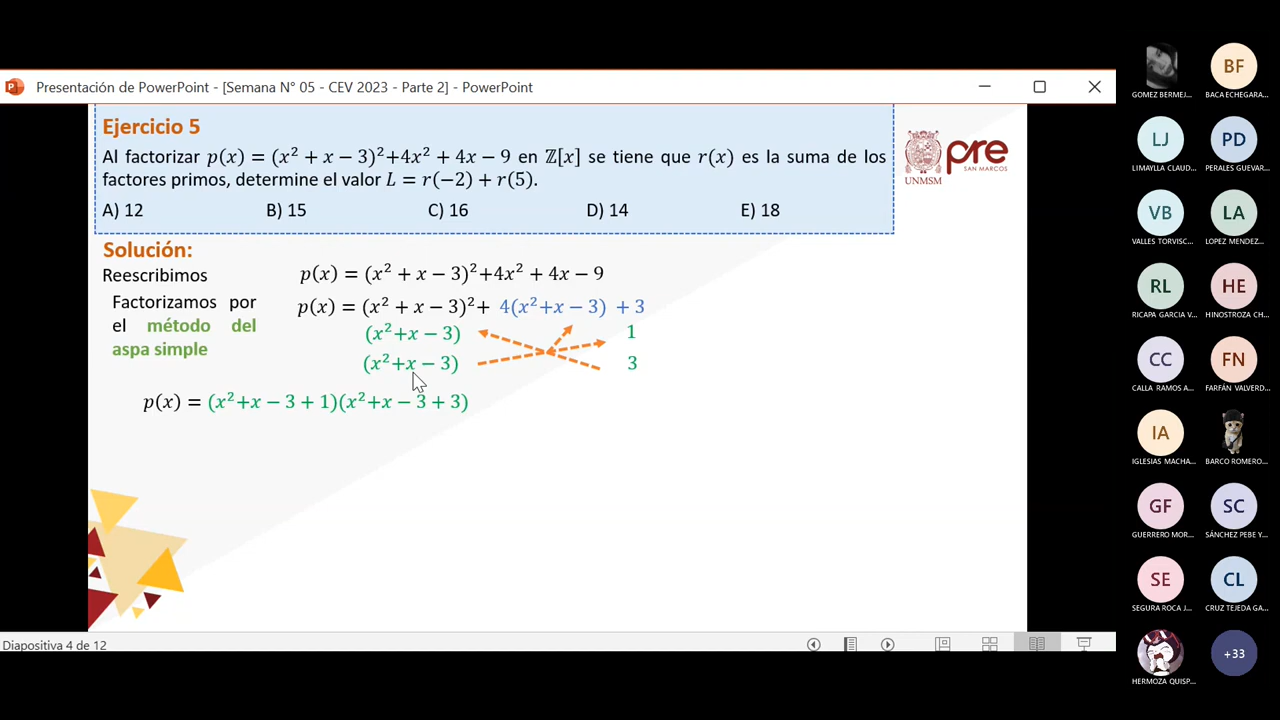 Presentación de PowerPoint - [Semana N° 05 - CEV 2023 - Parte 2] - PowerPoint
Ejercicio 5
Al factorizar p(x) = (x² + x − 3)²+4x² + 4x − 9 en ℤ[x] se tiene que r(x) es la suma de los
factores primos, determine el valor L = r(−2) + r(5).
A) 12 B) 15 C) 16 D) 14 E) 18
UNMSM
pre
SAN MARCOS
Solución:
Reescribimos p(x) = (x² + x − 3)²+4x² + 4x − 9
Factorizamos por
el método del
aspa simple
p(x) = (x² + x − 3)²+ 4(x²+x − 3) + 3
(x²+x − 3) 1
(x²+x − 3) 3
p(x) = (x²+x − 3 + 1)(x²+x − 3 + 3)
Diapositiva 4 de 12
GOMEZ BERMEJ...
BF
BACA ECHEGARA...
LJ
LIMAYLLA CLAUD...
PD
PERALES GUEVAR...
VB
VALLES TORVISC...
LA
LOPEZ MENDEZ...
RL
RICAPA GARCIA V...
HE
HINOSTROZA CH...
CC
CALLA RAMOS A...
FN
FARFÁN VALVERD...
IA
IGLESIAS MACHA...
BARCO ROMERO...
GF
GUERRERO MOR...
SC
SÁNCHEZ PEBE Y...
SE
SEGURA ROCA J...
CL
CRUZ TEJEDA GA...
HERMOZA QUISP...
+33